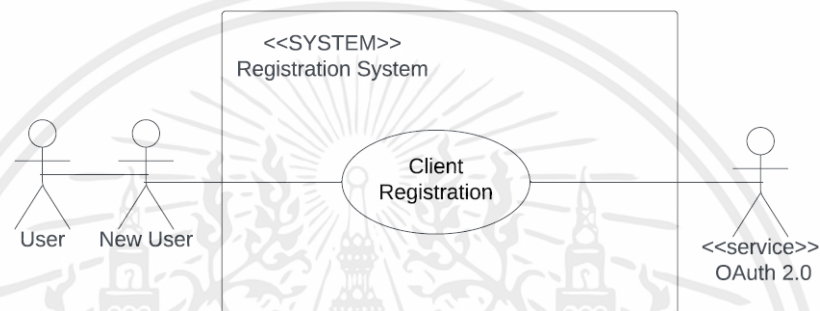 <<SYSTEM>>
Registration System
Client
Registration
User
New User
<<service>>
OAuth 2.0